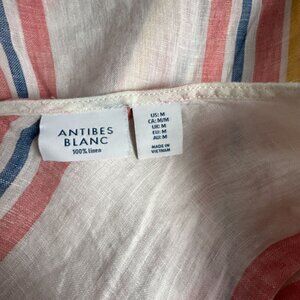 ANTIBES
BLANC
100% linen
US: M
CA: M/M
UK: M
EU: M
AU: M
MADE IN
VIETNAM